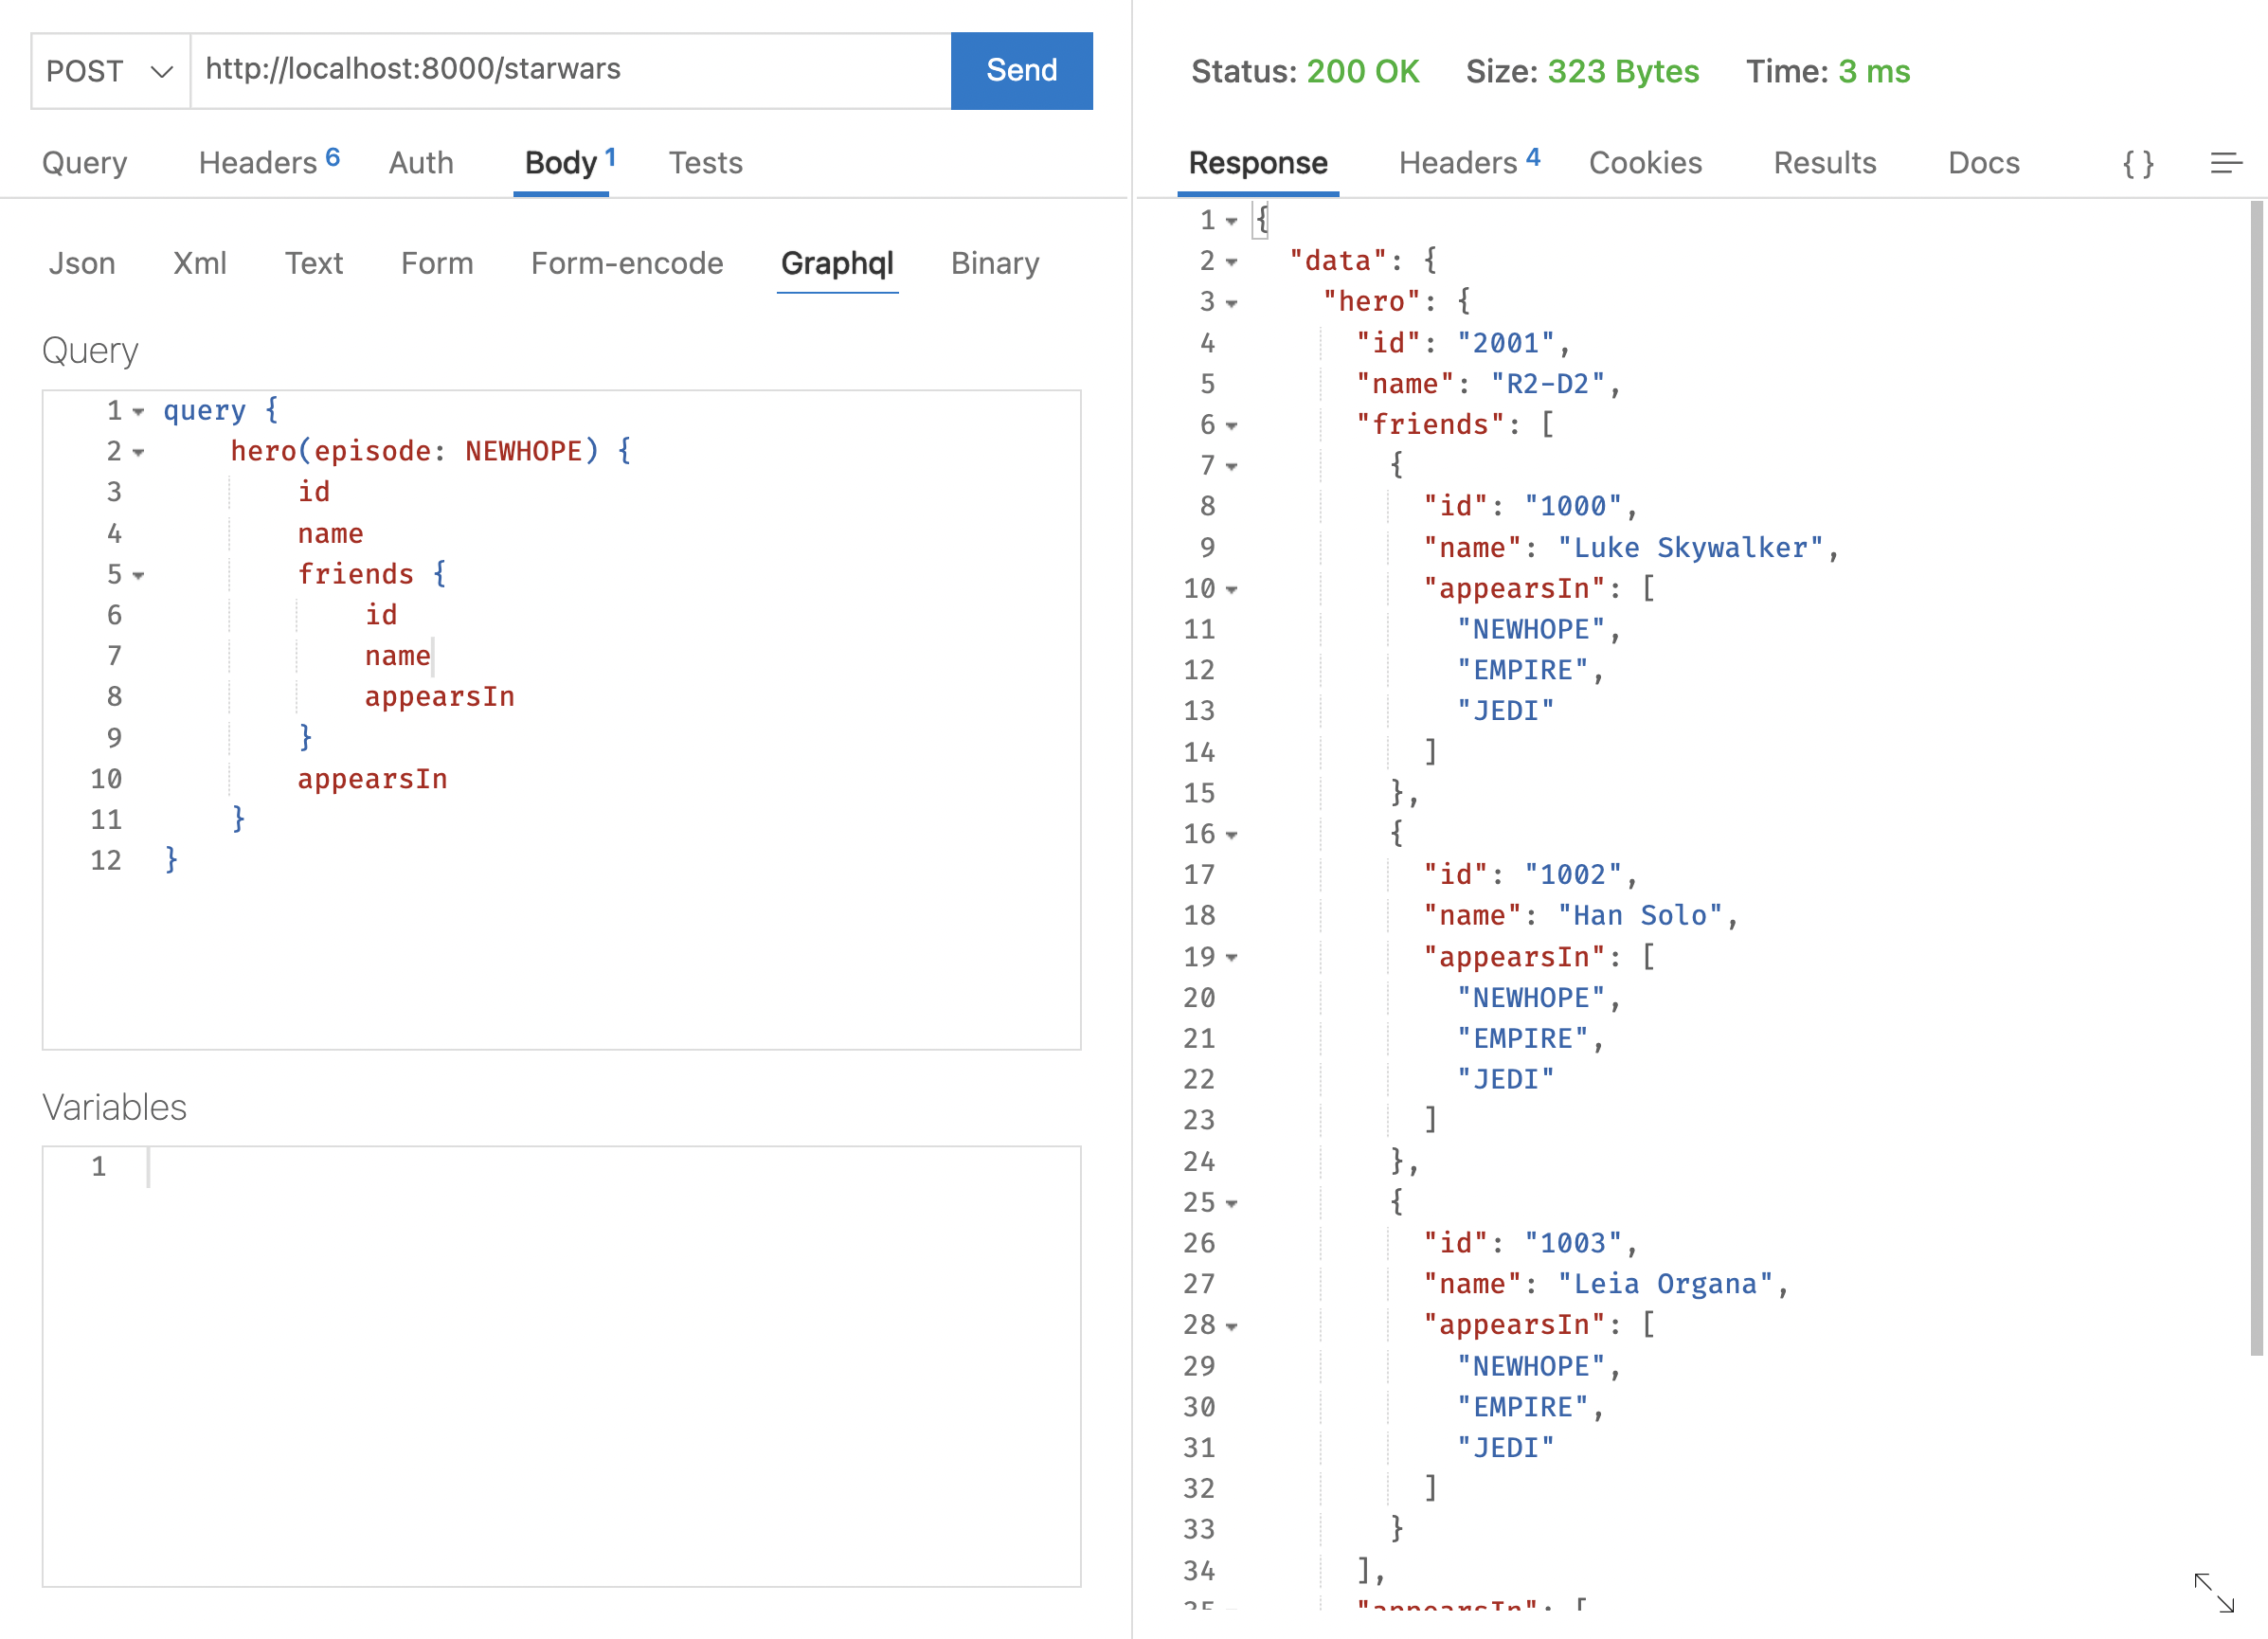 POST http://localhost:8000/starwars Send
Query Headers 6 Auth Body 1 Tests
Json Xml Text Form Form-encode Graphql Binary
Query
1 query {
2 hero(episode: NEWHOPE) {
3 id
4 name
5 friends {
6 id
7 name
8 appearsIn
9 }
10 appearsIn
11 }
12 }
Variables
1
Status: 200 OK Size: 323 Bytes Time: 3 ms
Response Headers 4 Cookies Results Docs { }
1 {
2 "data": {
3 "hero": {
4 "id": "2001",
5 "name": "R2-D2",
6 "friends": [
7 {
8 "id": "1000",
9 "name": "Luke Skywalker",
10 "appearsIn": [
11 "NEWHOPE",
12 "EMPIRE",
13 "JEDI"
14 ]
15 },
16 {
17 "id": "1002",
18 "name": "Han Solo",
19 "appearsIn": [
20 "NEWHOPE",
21 "EMPIRE",
22 "JEDI"
23 ]
24 },
25 {
26 "id": "1003",
27 "name": "Leia Organa",
28 "appearsIn": [
29 "NEWHOPE",
30 "EMPIRE",
31 "JEDI"
32 ]
33 }
34 ],
35 "appearsIn": [